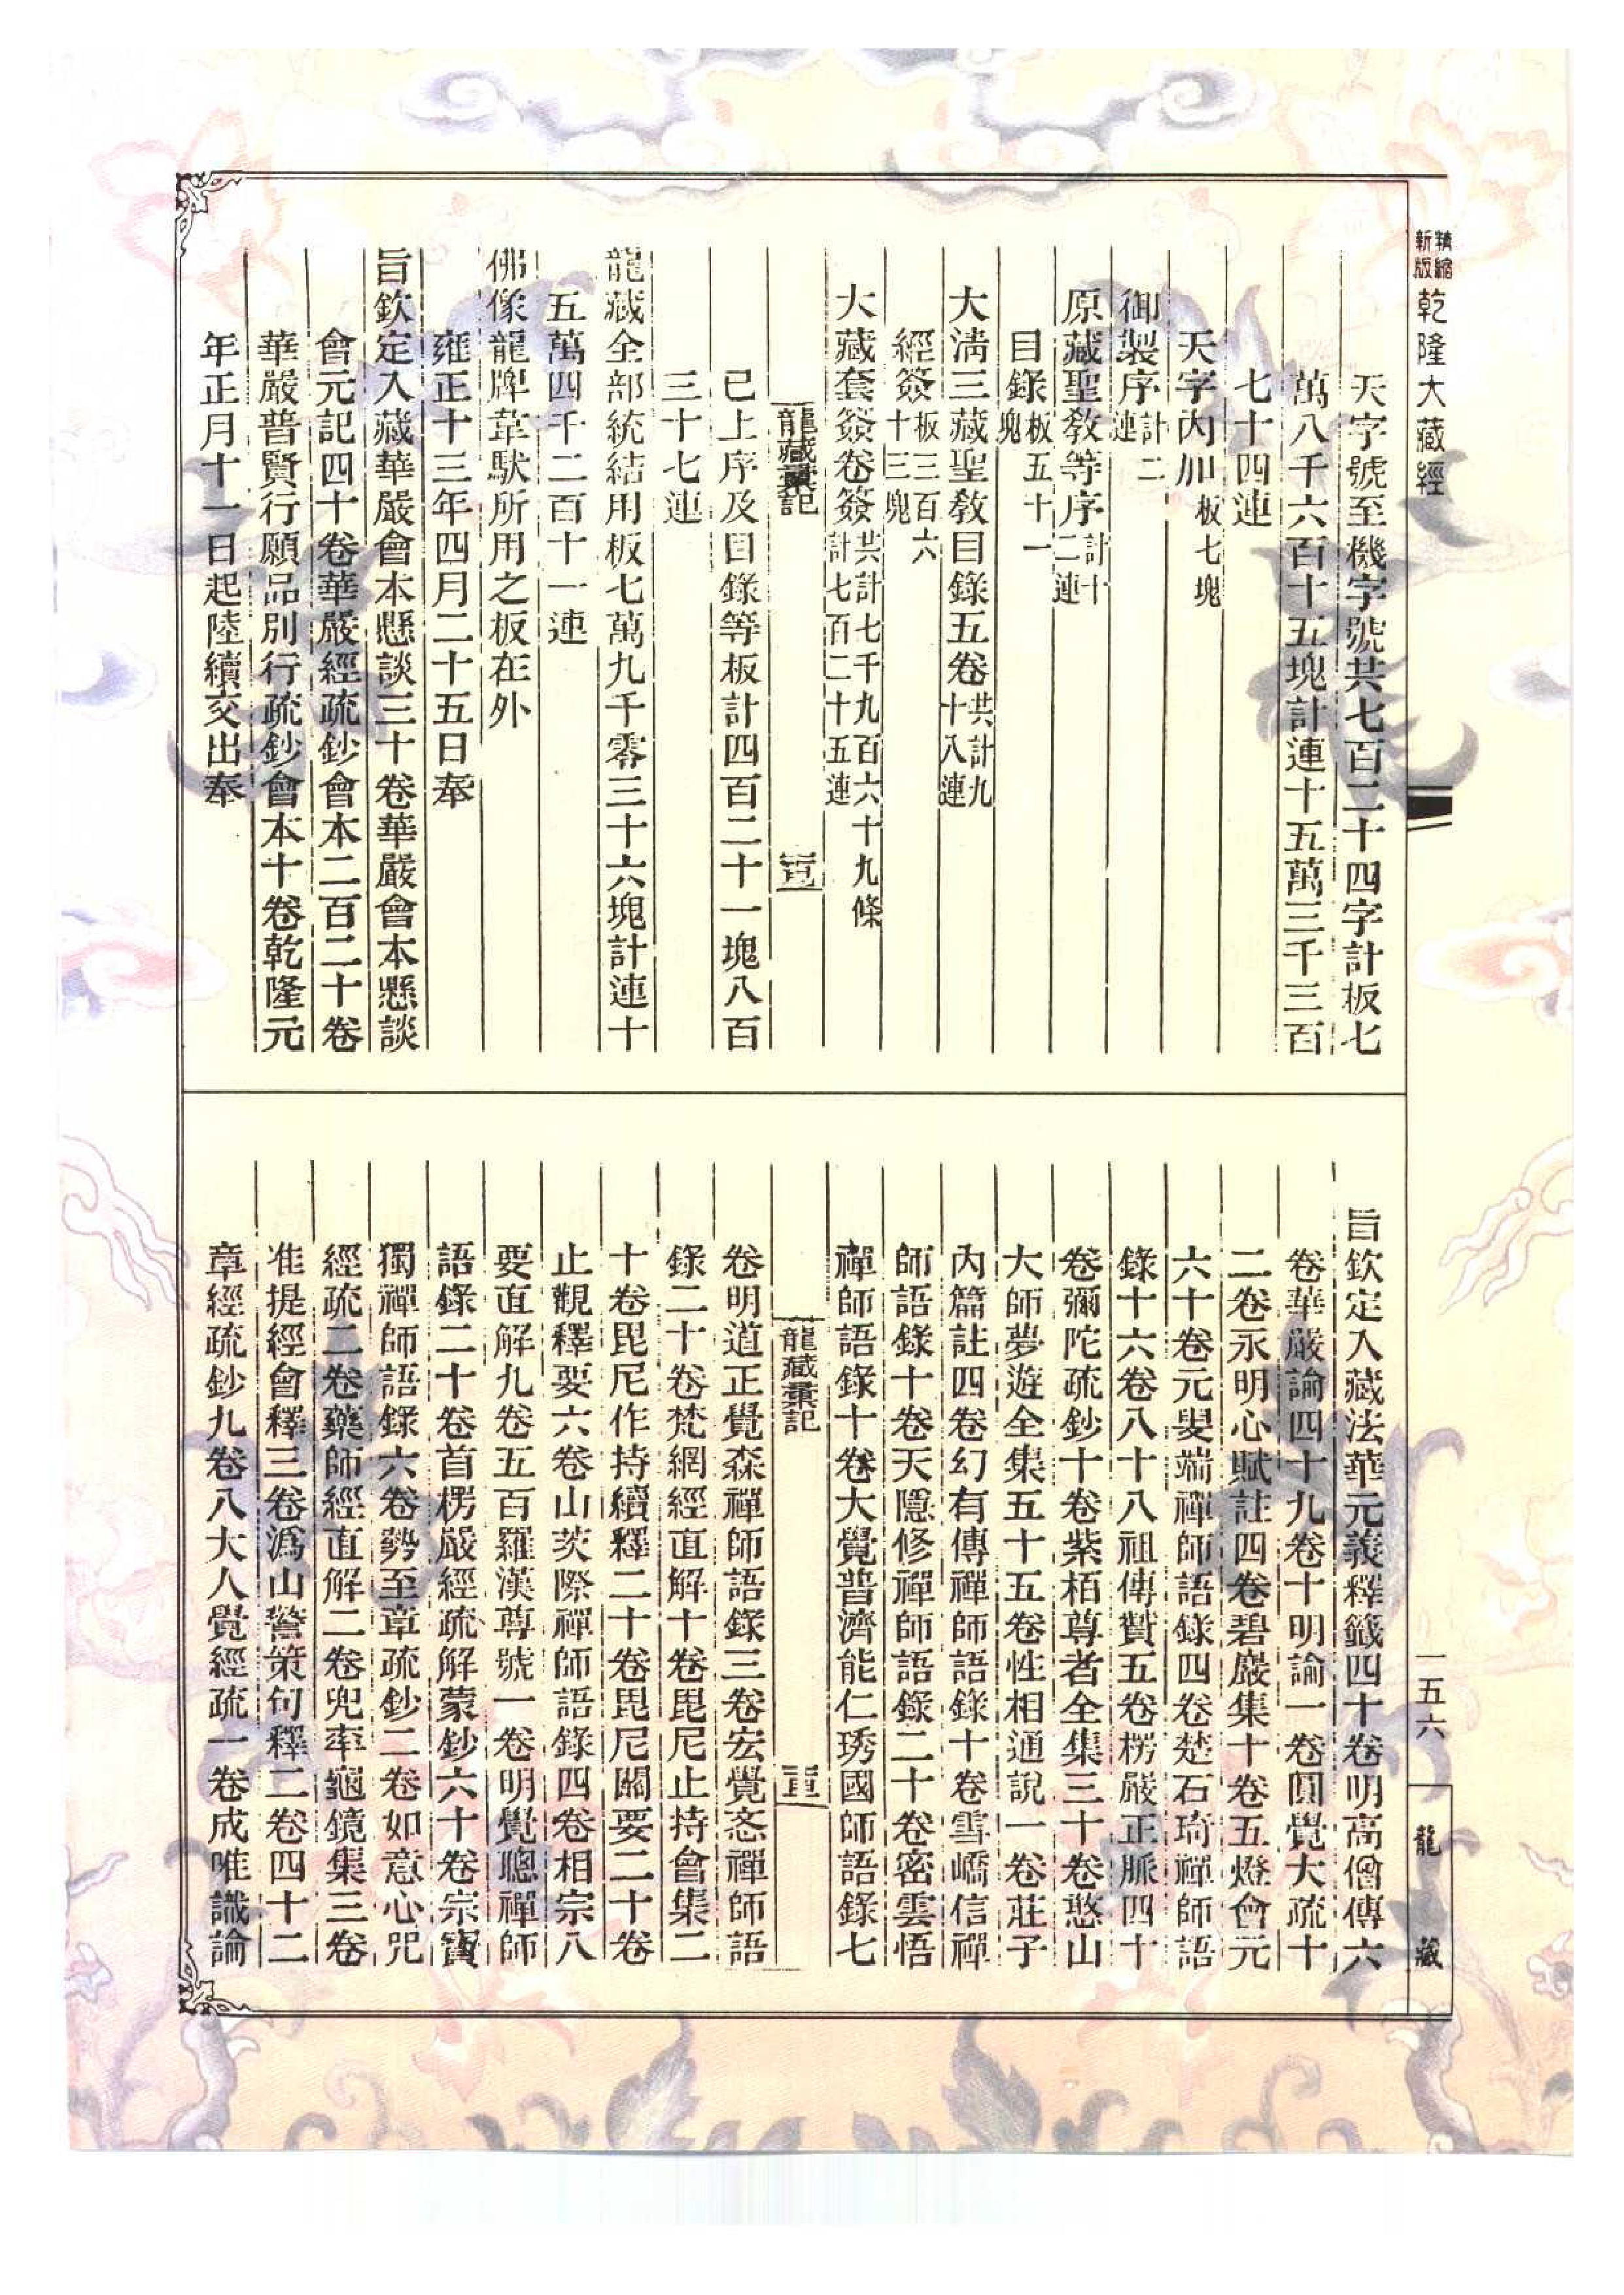 精縮新版乾隆大藏經
天字號至機字號共七百二十四字計板七
萬八千六百十五塊計連十五萬三千三百
七十四連
天字內加板七塊
御製序計二連
原藏聖教等序計十二連
目錄板五十一塊
大清三藏聖教目錄五卷共計九十八連
經簽板三百六十三塊
大藏套簽卷簽共計七千九百六十九條計七百二十五連
龍藏彙記 一百
已上序及目錄等板計四百二十一塊八百
三十七連
龍藏全部統結用板七萬九千零三十六塊計連十
五萬四千二百十一連
佛像龍牌韋馱所用之板在外
雍正十三年四月二十五日奉
旨欽定入藏華嚴會本懸談三十卷華嚴會本懸談
會元記四十卷華嚴經疏鈔會本二百二十卷
華嚴普賢行願品別行疏鈔會本十卷乾隆元
年正月十一日起陸續交出奉
旨欽定入藏法華元義釋籤四十卷明高僧傳六
卷華嚴論四十九卷十明論一卷圓覺大疏十
二卷永明心賦註四卷碧巖集十卷五燈會元
六十卷元叟端禪師語錄四卷楚石琦禪師語
錄十六卷八十八祖傳贊五卷楞嚴正脈四十
卷彌陀疏鈔十卷紫栢尊者全集三十卷憨山
大師夢遊全集五十五卷性相通説一卷莊子
內篇註四卷幻有傳禪師語錄十卷雪嶠信禪
師語錄十卷天隱修禪師語錄二十卷密雲悟
禪師語錄十卷大覺普濟能仁琇國師語錄七
龍藏彙記
卷明道正覺森禪師語錄三卷宏覺忞禪師語
錄二十卷梵網經直解十卷毘尼止持會集二
十卷毘尼作持續釋二十卷毘尼關要二十卷
止觀釋要六卷山茨際禪師語錄四卷相宗八
要直解九卷五百羅漢尊號一卷明覺聰禪師
語錄二十卷首楞嚴經疏解蒙鈔六十卷宗寶
獨禪師語錄六卷勢至章疏鈔二卷如意心咒
經疏二卷藥師經直解二卷兜率龜鏡集三卷
准提經會釋三卷溈山警策句釋二卷四十二
章經疏鈔九卷八大人覺經疏一卷成唯識論
一五六
龍藏